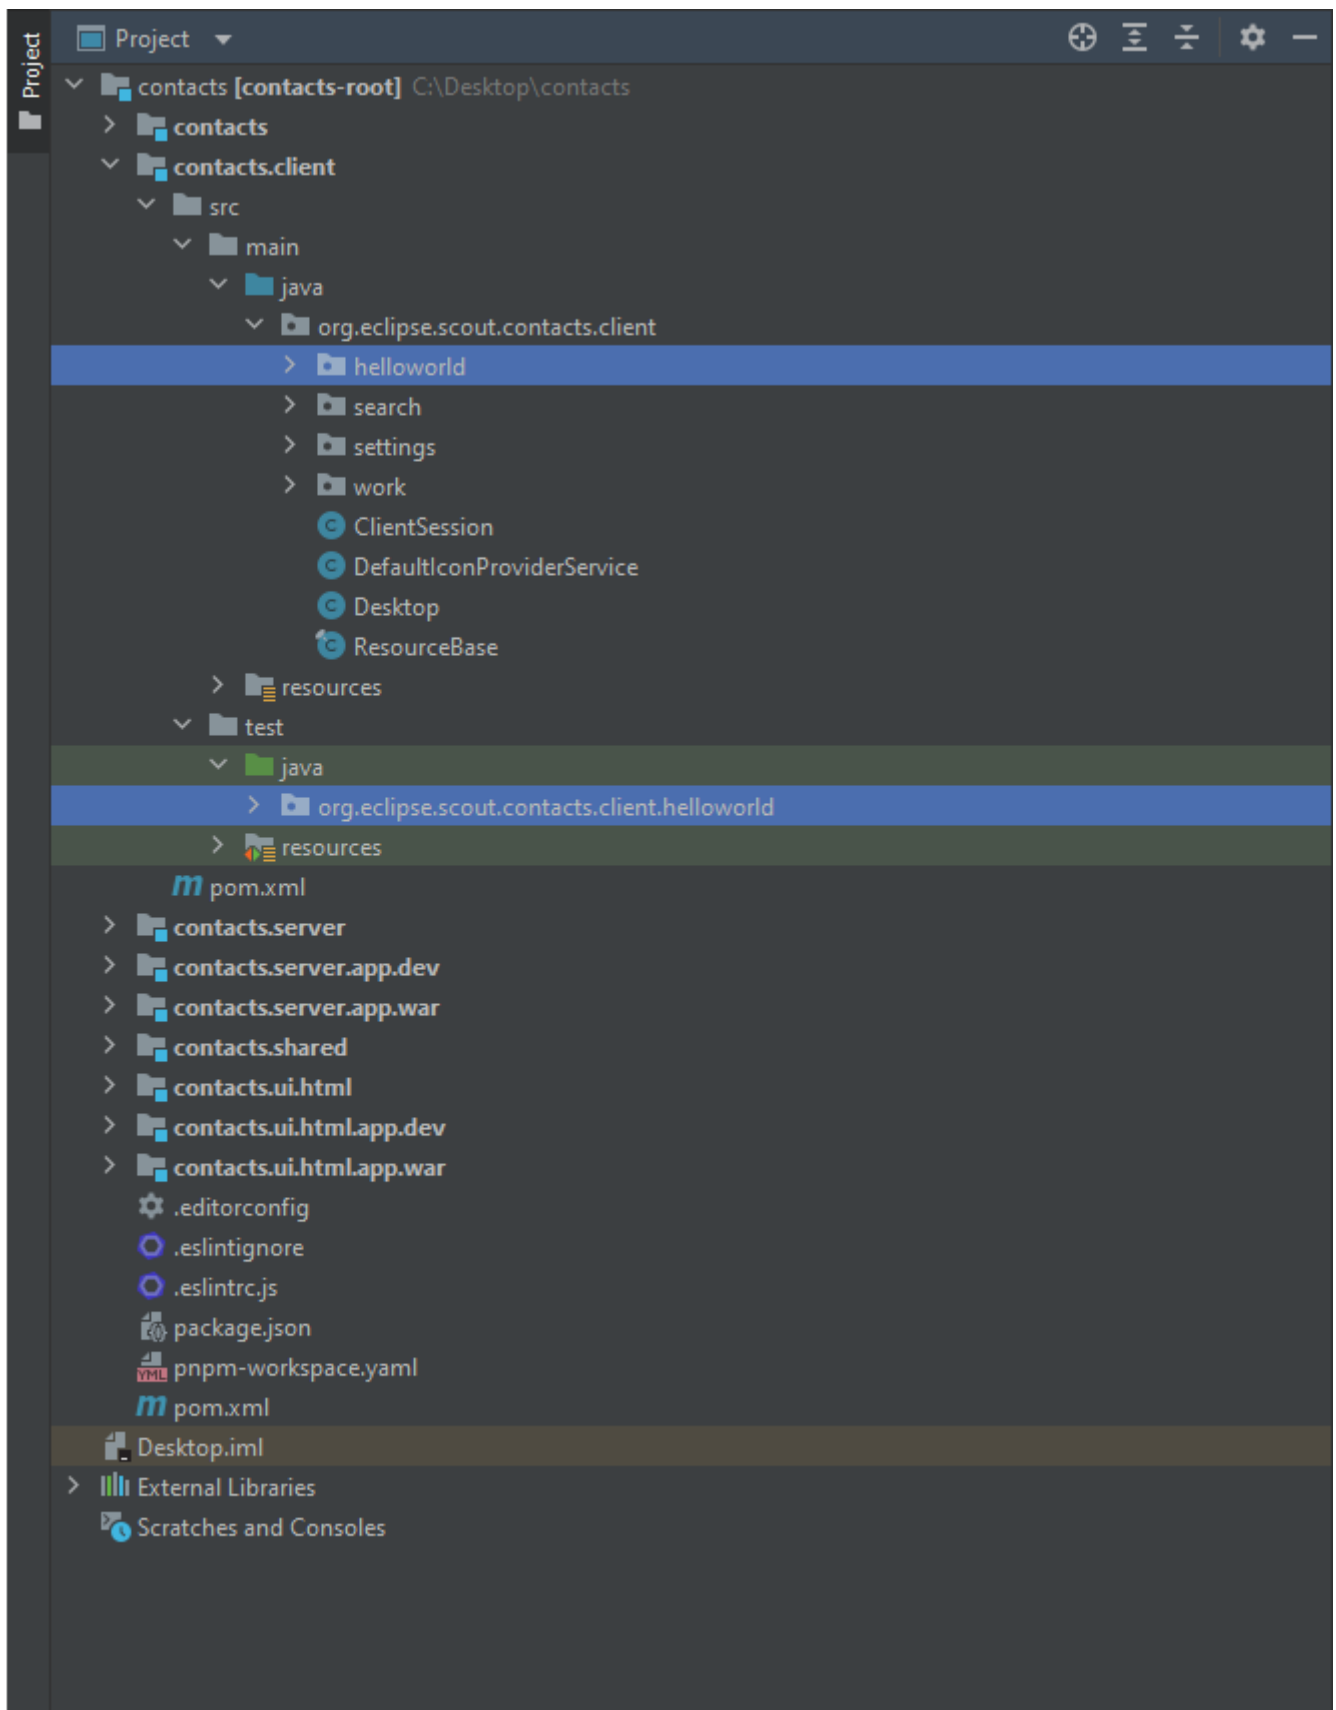 Project
Project
contacts [contacts-root] C:\Desktop\contacts
contacts
contacts.client
src
main
java
org.eclipse.scout.contacts.client
helloworld
search
settings
work
ClientSession
DefaultIconProviderService
Desktop
ResourceBase
resources
test
java
org.eclipse.scout.contacts.client.helloworld
resources
pom.xml
contacts.server
contacts.server.app.dev
contacts.server.app.war
contacts.shared
contacts.ui.html
contacts.ui.html.app.dev
contacts.ui.html.app.war
.editorconfig
.eslintignore
.eslintrc.js
package.json
pnpm-workspace.yaml
pom.xml
Desktop.iml
External Libraries
Scratches and Consoles